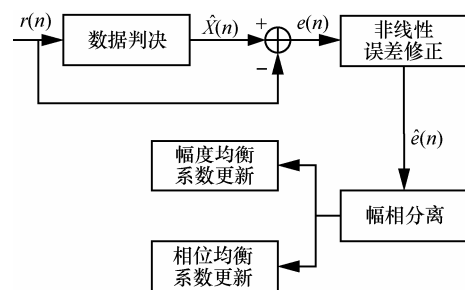 r(n)
数据判决
X̂(n)
+
−
e(n)
非线性
误差修正
ê(n)
幅相分离
幅度均衡
系数更新
相位均衡
系数更新